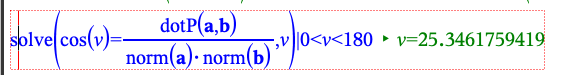 solve(cos(v)=dotP(a,b)/norm(a)·norm(b),v)|0<v<180 ▸ v=25.3461759419